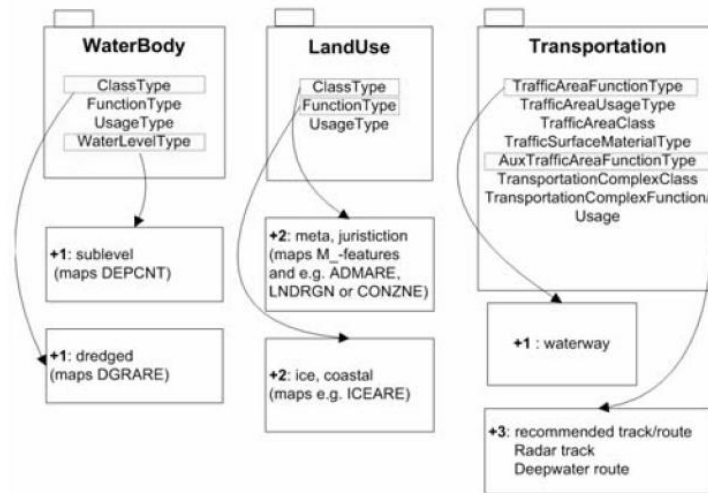 WaterBody
ClassType
FunctionType
UsageType
WaterLevelType
+1: sublevel
(maps DEPCNT)
+1: dredged
(maps DGRARE)
LandUse
ClassType
FunctionType
UsageType
+2: meta, juristiction
(maps M_-features
and e.g. ADMARE,
LNDRGN or CONZNE)
+2: ice, coastal
(maps e.g. ICEARE)
Transportation
TrafficAreaFunctionType
TrafficAreaUsageType
TrafficAreaClass
TrafficSurfaceMaterialType
AuxTrafficAreaFunctionType
TransportationComplexClass
TransportationComplexFunction
Usage
+1 : waterway
+3: recommended track/route
Radar track
Deepwater route